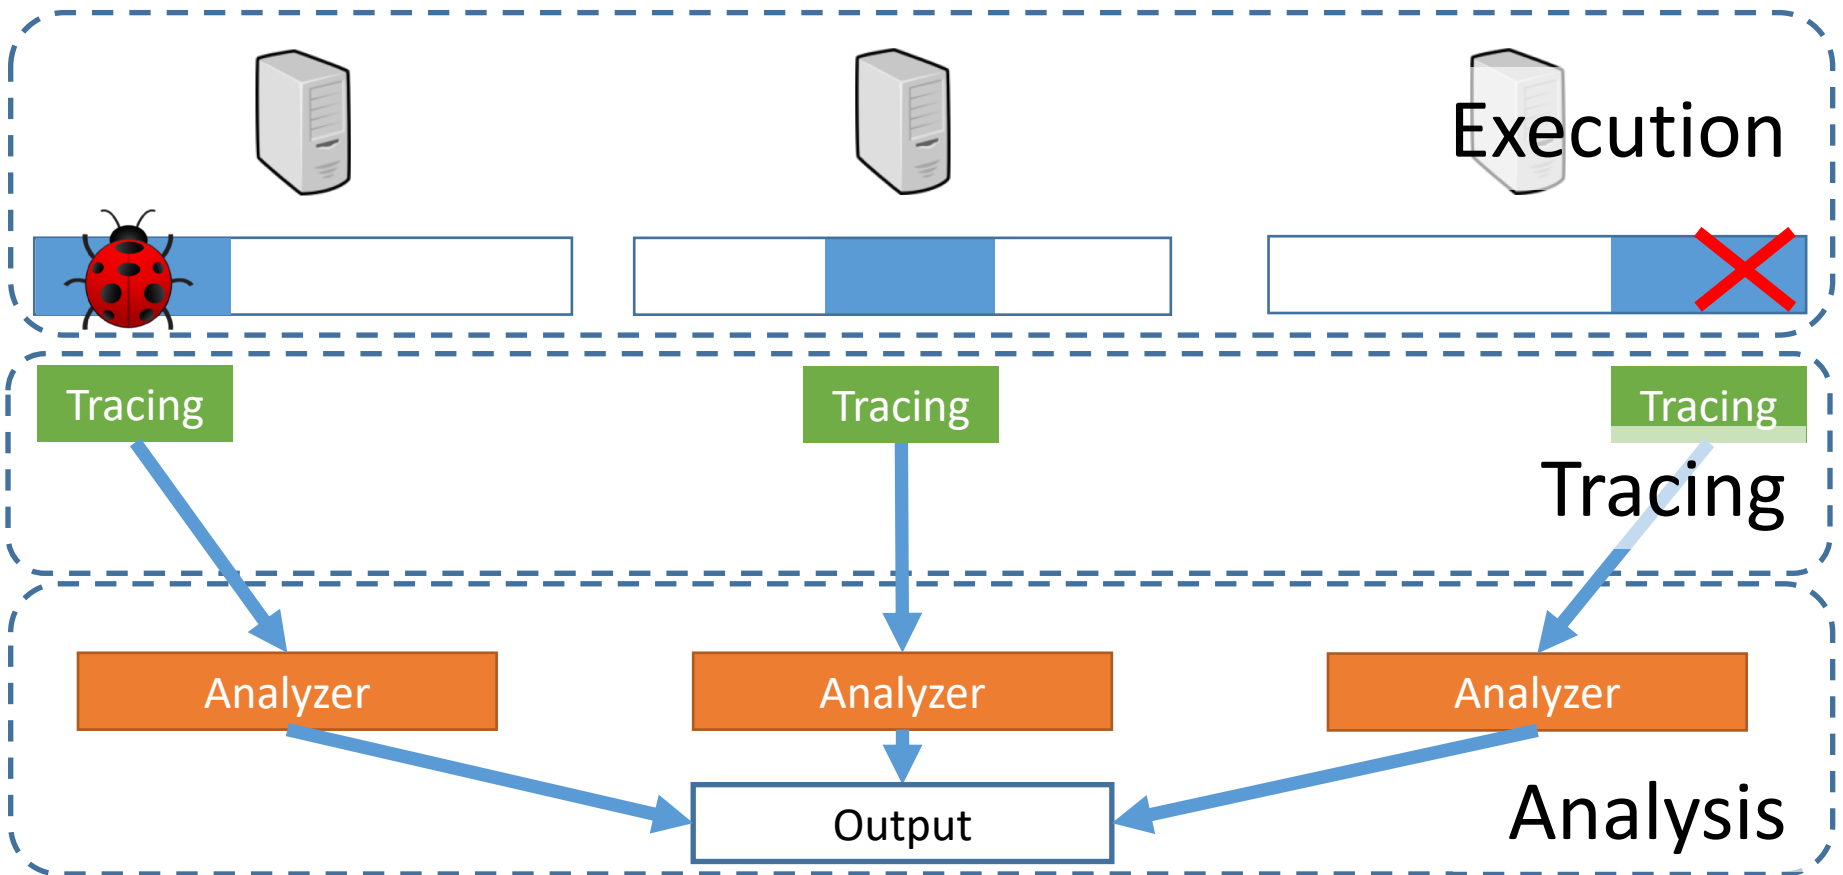 Execution
Tracing
Tracing
Tracing
Tracing
Analyzer
Analyzer
Analyzer
Output
Analysis